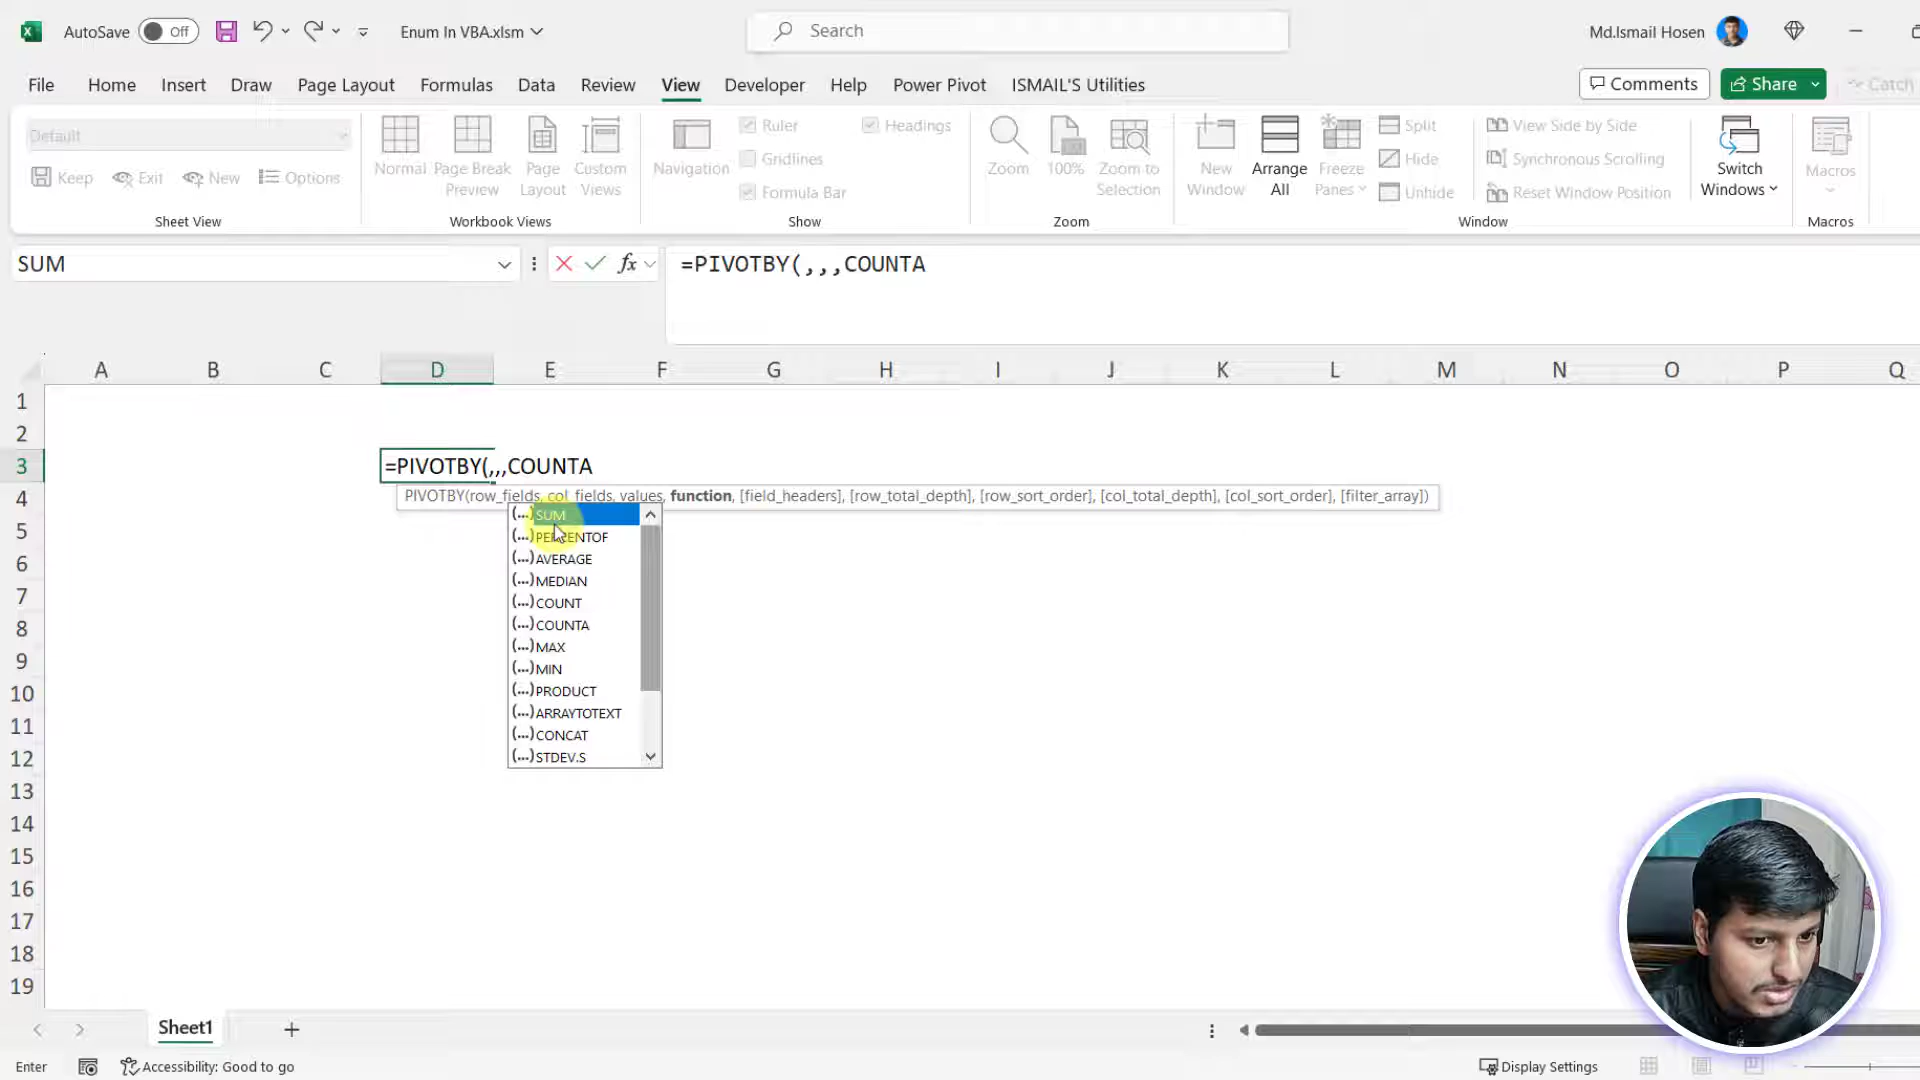 AutoSave Off Enum In VBA.xlsm Search Md.Ismail Hosen
File Home Insert Draw Page Layout Formulas Data Review View Developer Help Power Pivot ISMAIL'S Utilities Comments Share Catch
Default
Keep Exit New Options
Sheet View
Normal Page Break Preview Page Layout Custom Views
Workbook Views
Navigation Ruler Gridlines Formula Bar Headings
Show
Zoom 100% Zoom to Selection
Zoom
New Window Arrange All Freeze Panes Split Hide Unhide View Side by Side Synchronous Scrolling Reset Window Position Switch Windows
Window
Macros
Macros
SUM fx =PIVOTBY(,,,COUNTA
A B C D E F G H I J K L M N O P Q
1
2
3 =PIVOTBY(,,,COUNTA
4 PIVOTBY(row_fields, col_fields, values, function, [field_headers], [row_total_depth], [row_sort_order], [col_total_depth], [col_sort_order], [filter_array])
(...) SUM
5
(...) PERCENTOF
6 (...) AVERAGE
(...) MEDIAN
7 (...) COUNT
8 (...) COUNTA
(...) MAX
9 (...) MIN
10 (...) PRODUCT
(...) ARRAYTOTEXT
11
(...) CONCAT
12 (...) STDEV.S
13
14
15
16
17
18
19
Sheet1
Enter Accessibility: Good to go Display Settings